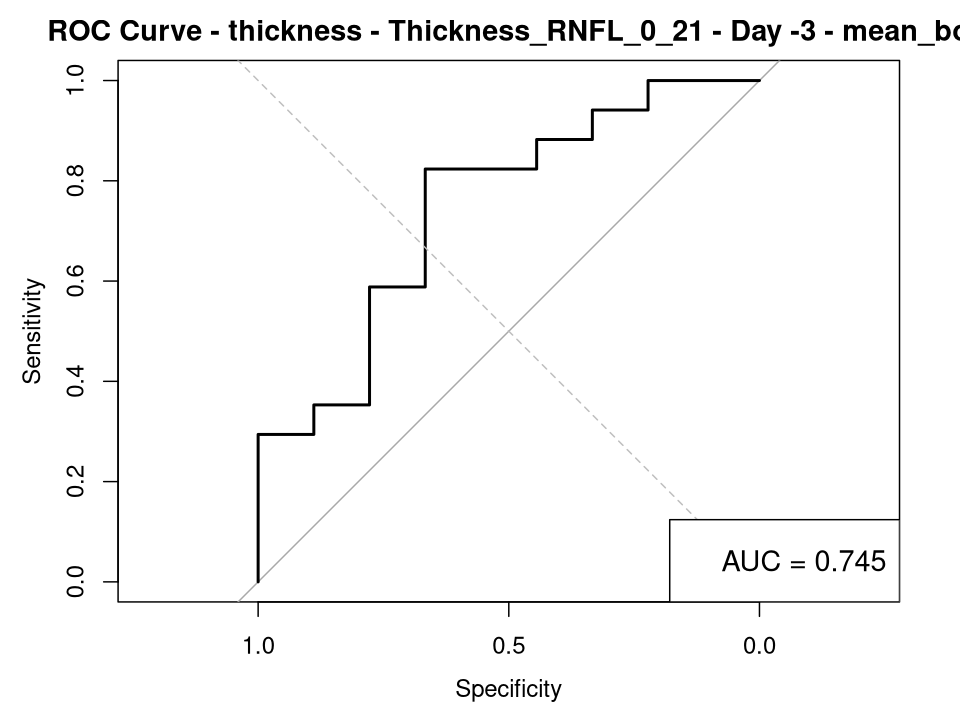 ROC Curve - thickness - Thickness_RNFL_0_21 - Day -3 - mean_bo
1.0
0.8
0.6
0.4
0.2
0.0
Sensitivity
AUC = 0.745
1.0 0.5 0.0
Specificity